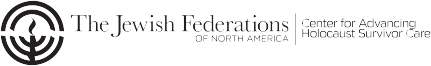 The Jewish Federations
OF NORTH AMERICA
Center for Advancing
Holocaust Survivor Care